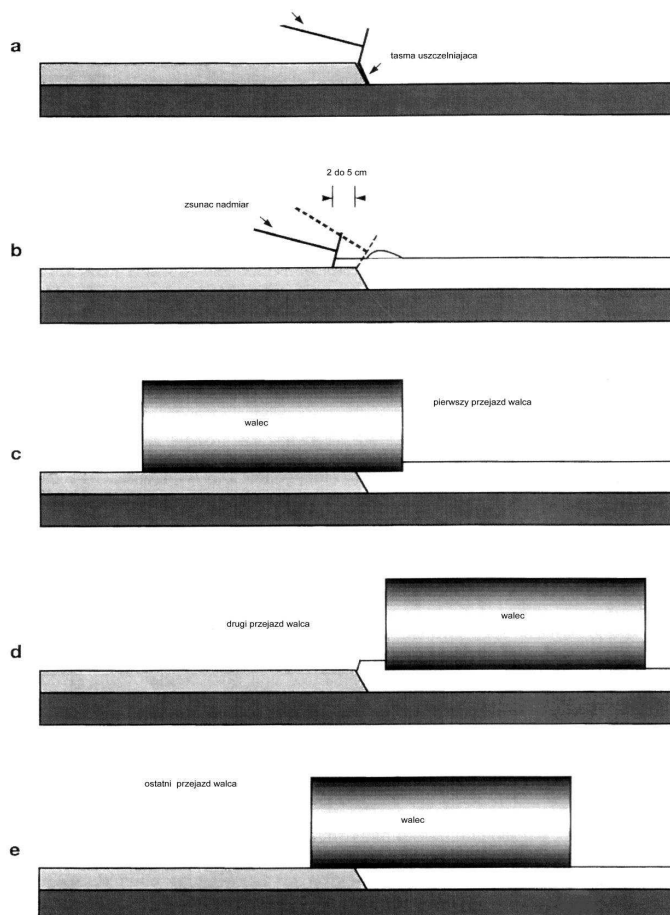 a
tasma uszczelniajaca
2 do 5 cm
zsunac nadmiar
b
pierwszy przejazd walca
walec
c
walec
drugi przejazd walca
d
ostatni przejazd walca
walec
e